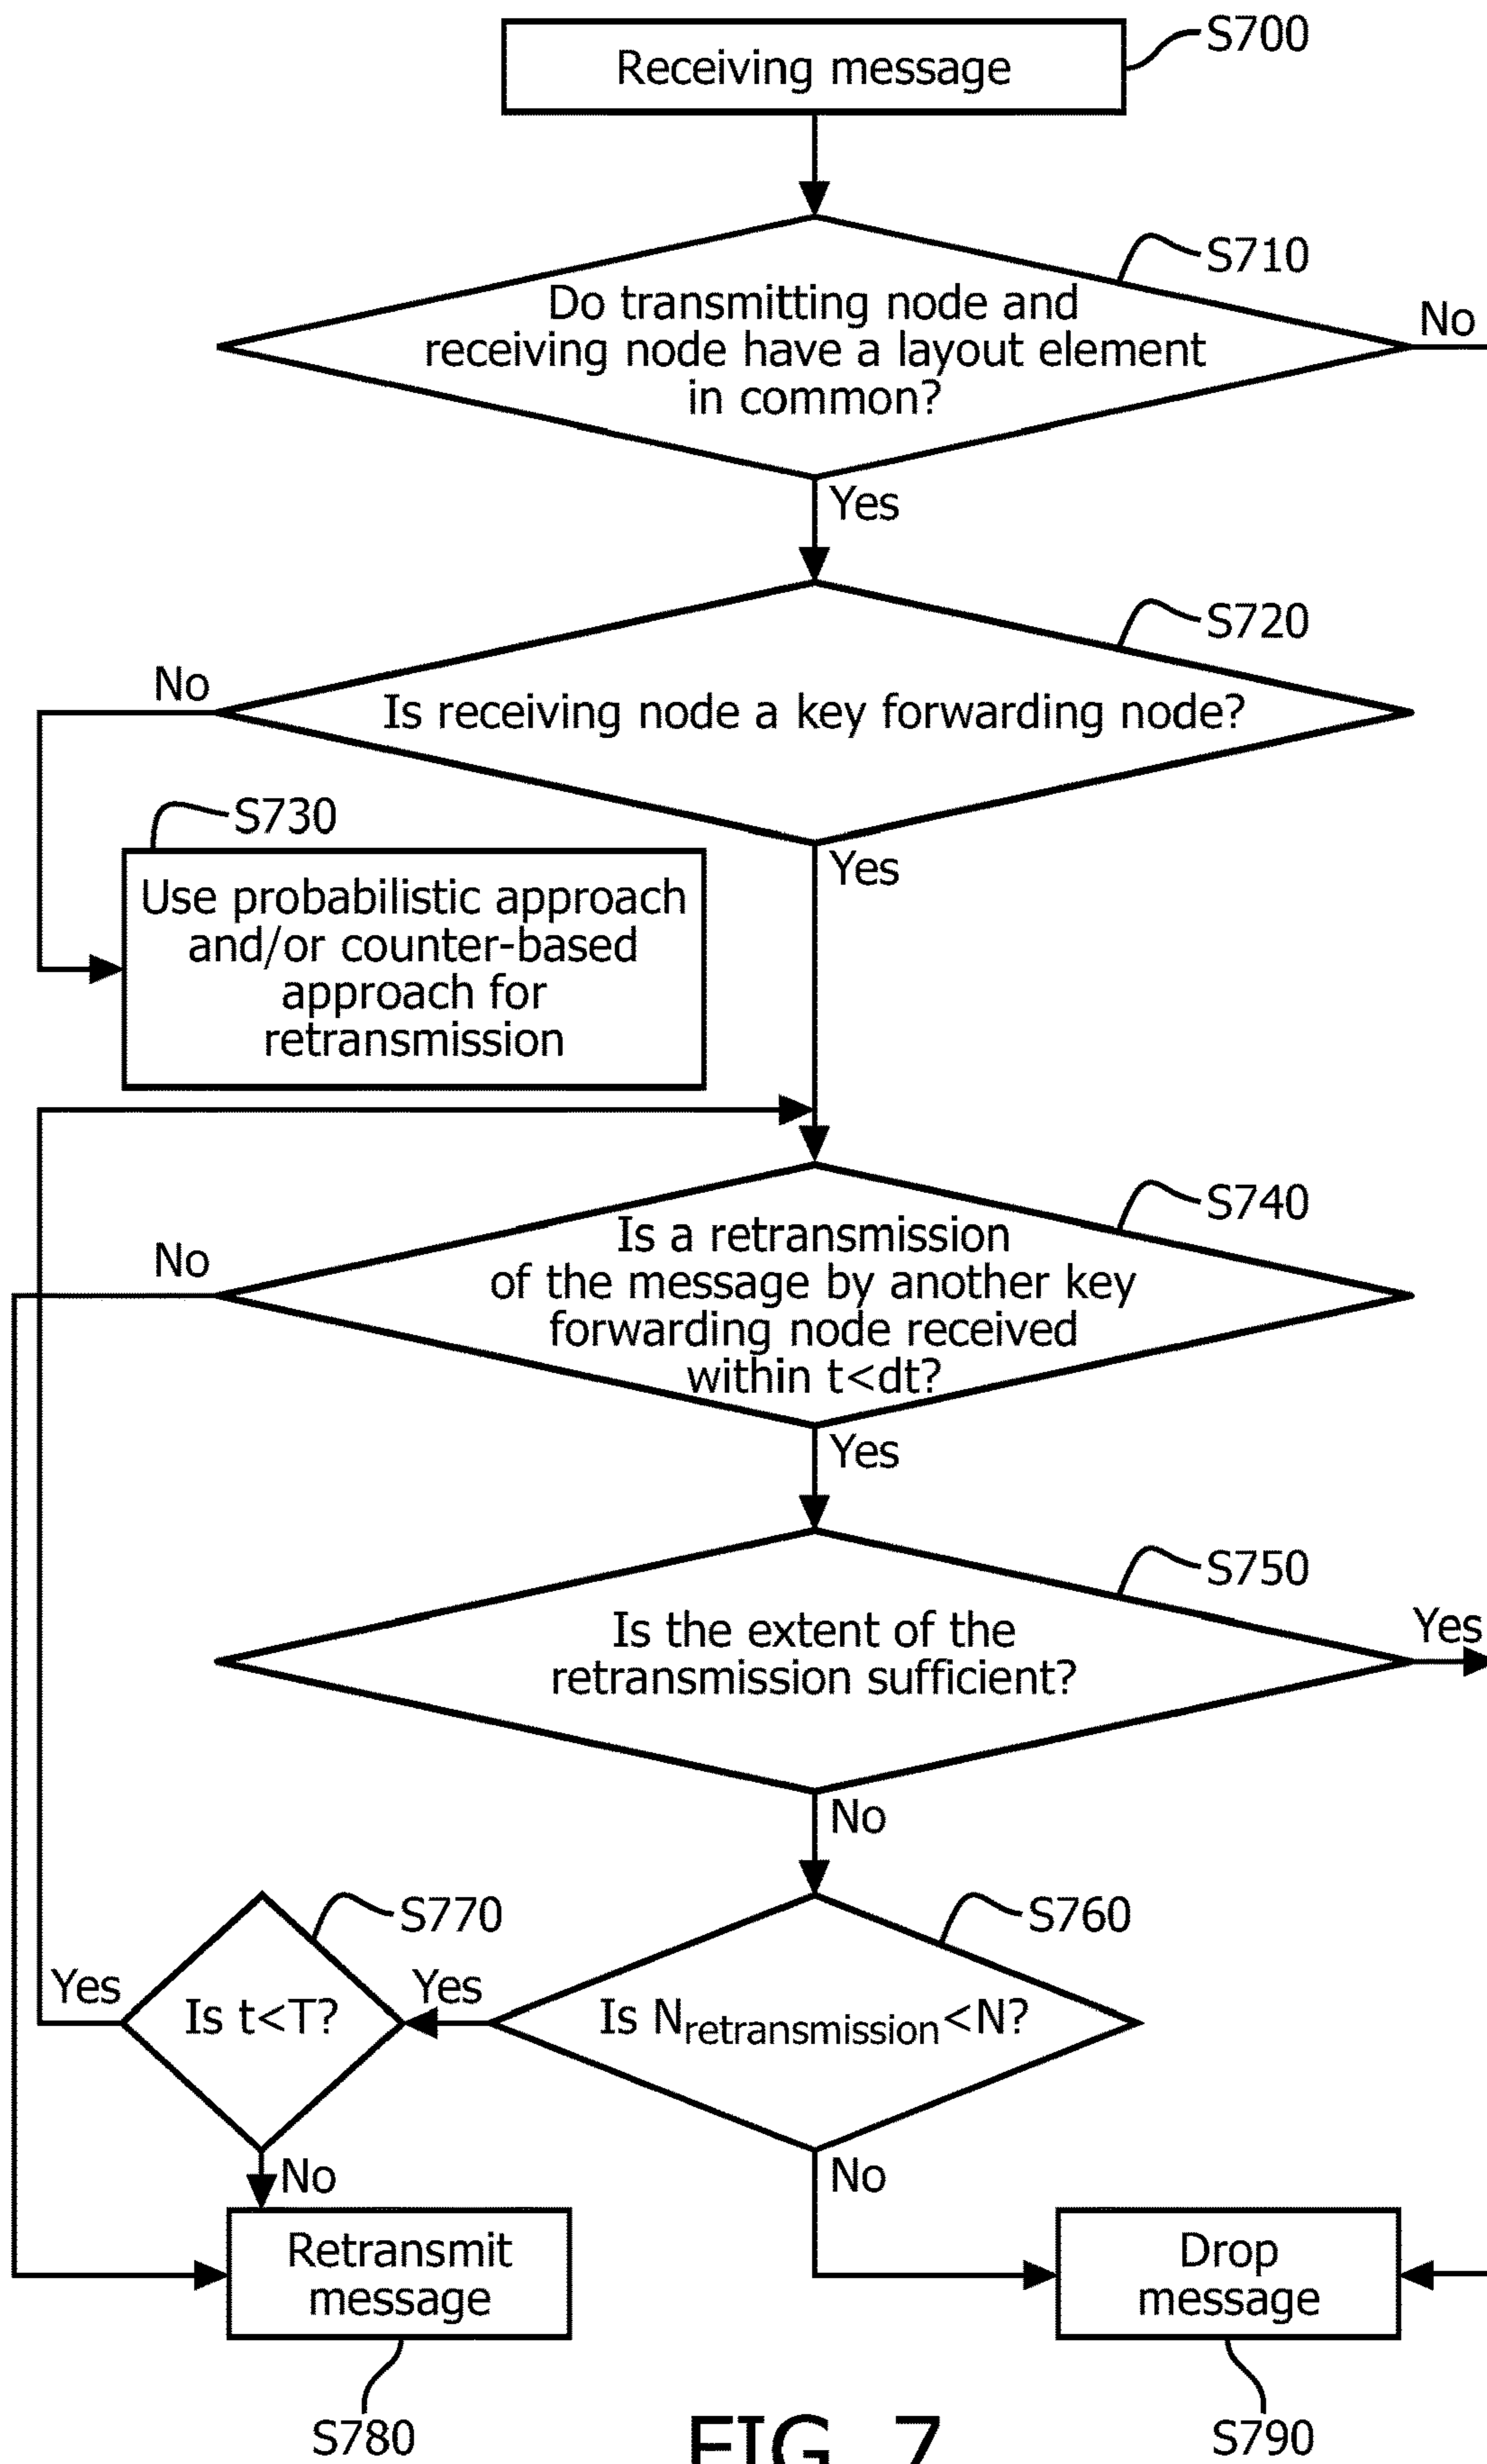 Receiving message
S700
S710
Do transmitting node and
receiving node have a layout element
in common?
No
Yes
S720
No
Is receiving node a key forwarding node?
S730
Yes
Use probabilistic approach
and/or counter-based
approach for
retransmission
S740
No
Is a retransmission
of the message by another key
forwarding node received
within t<dt?
Yes
S750
Is the extent of the
retransmission sufficient?
Yes
No
S770
S760
Yes
Is t<T?
Yes
Is Nretransmission<N?
No
No
Retransmit
message
Drop
message
S780
FIG. 7
S790